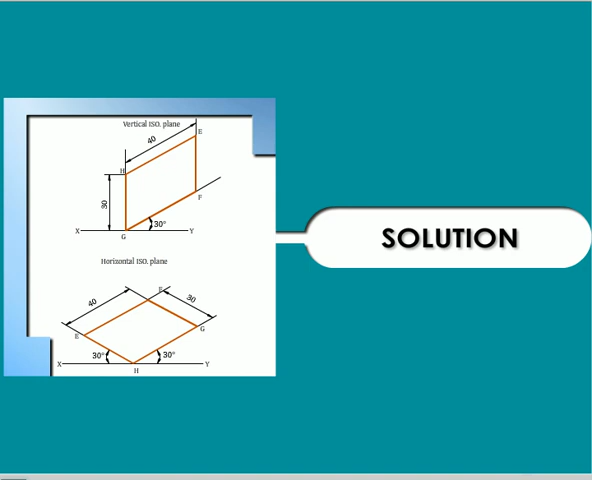 Vertical ISO. plane
E
40
H
30
F
30°
X
Y
G
Horizontal ISO. plane
F
40
30
G
E
30°
30°
X
Y
H
SOLUTION